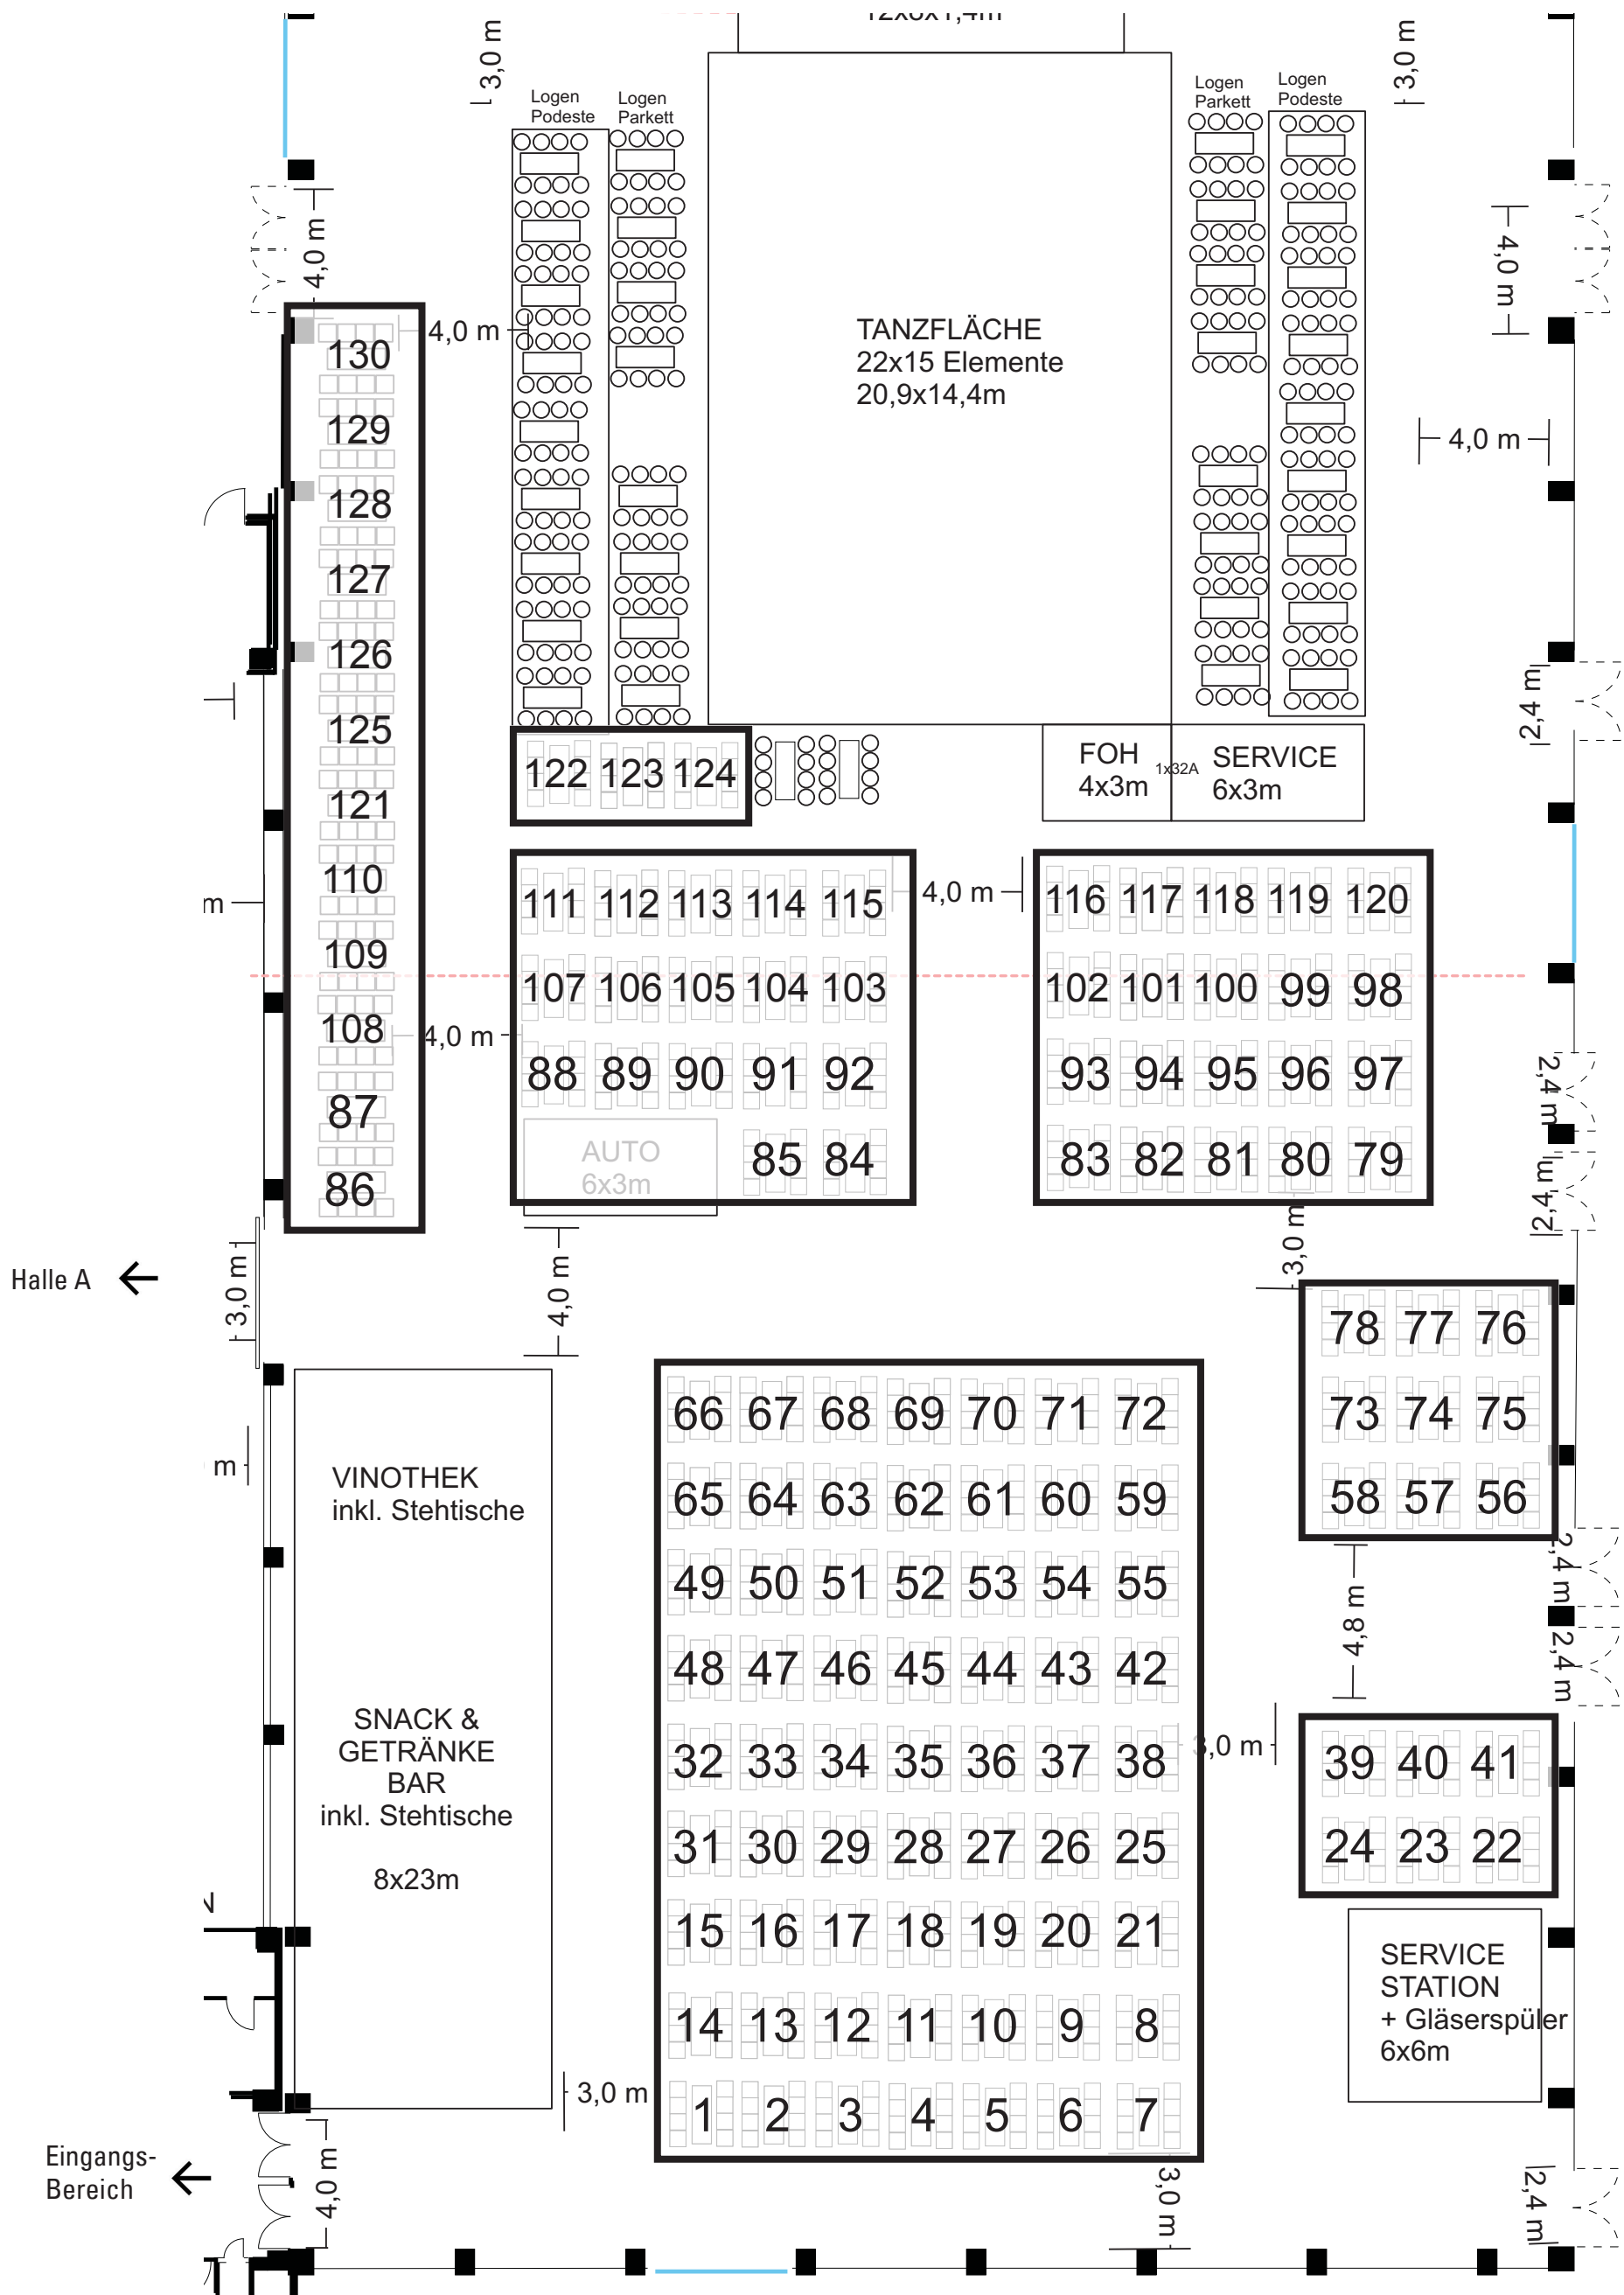 3,0 m
3,0 m
Logen
Podeste
Logen
Parkett
Logen
Parkett
Logen
Podeste
4,0 m
4,0 m
4,0 m
TANZFLÄCHE
22x15 Elemente
20,9x14,4m
4,0 m
130
129
128
127
126
125
121
110
109
108
87
86
2,4 m
122 123 124
FOH
4x3m
1x32A
SERVICE
6x3m
m
111 112 113 114 115
4,0 m
116 117 118 119 120
107 106 105 104 103
102 101 100 99 98
4,0 m
88 89 90 91 92
93 94 95 96 97
2,4 m
AUTO
6x3m
85 84
83 82 81 80 79
2,4 m
3,0 m
Halle A
3,0 m
4,0 m
78 77 76
73 74 75
58 57 56
66 67 68 69 70 71 72
65 64 63 62 61 60 59
49 50 51 52 53 54 55
48 47 46 45 44 43 42
32 33 34 35 36 37 38
31 30 29 28 27 26 25
15 16 17 18 19 20 21
14 13 12 11 10 9 8
1 2 3 4 5 6 7
m
VINOTHEK
inkl. Stehtische
2,4 m
4,8 m
2,4 m
SNACK &
GETRÄNKE
BAR
inkl. Stehtische
8x23m
3,0 m
39 40 41
24 23 22
SERVICE
STATION
+ Gläserspüler
6x6m
3,0 m
Eingangs-
Bereich
4,0 m
3,0 m
2,4 m